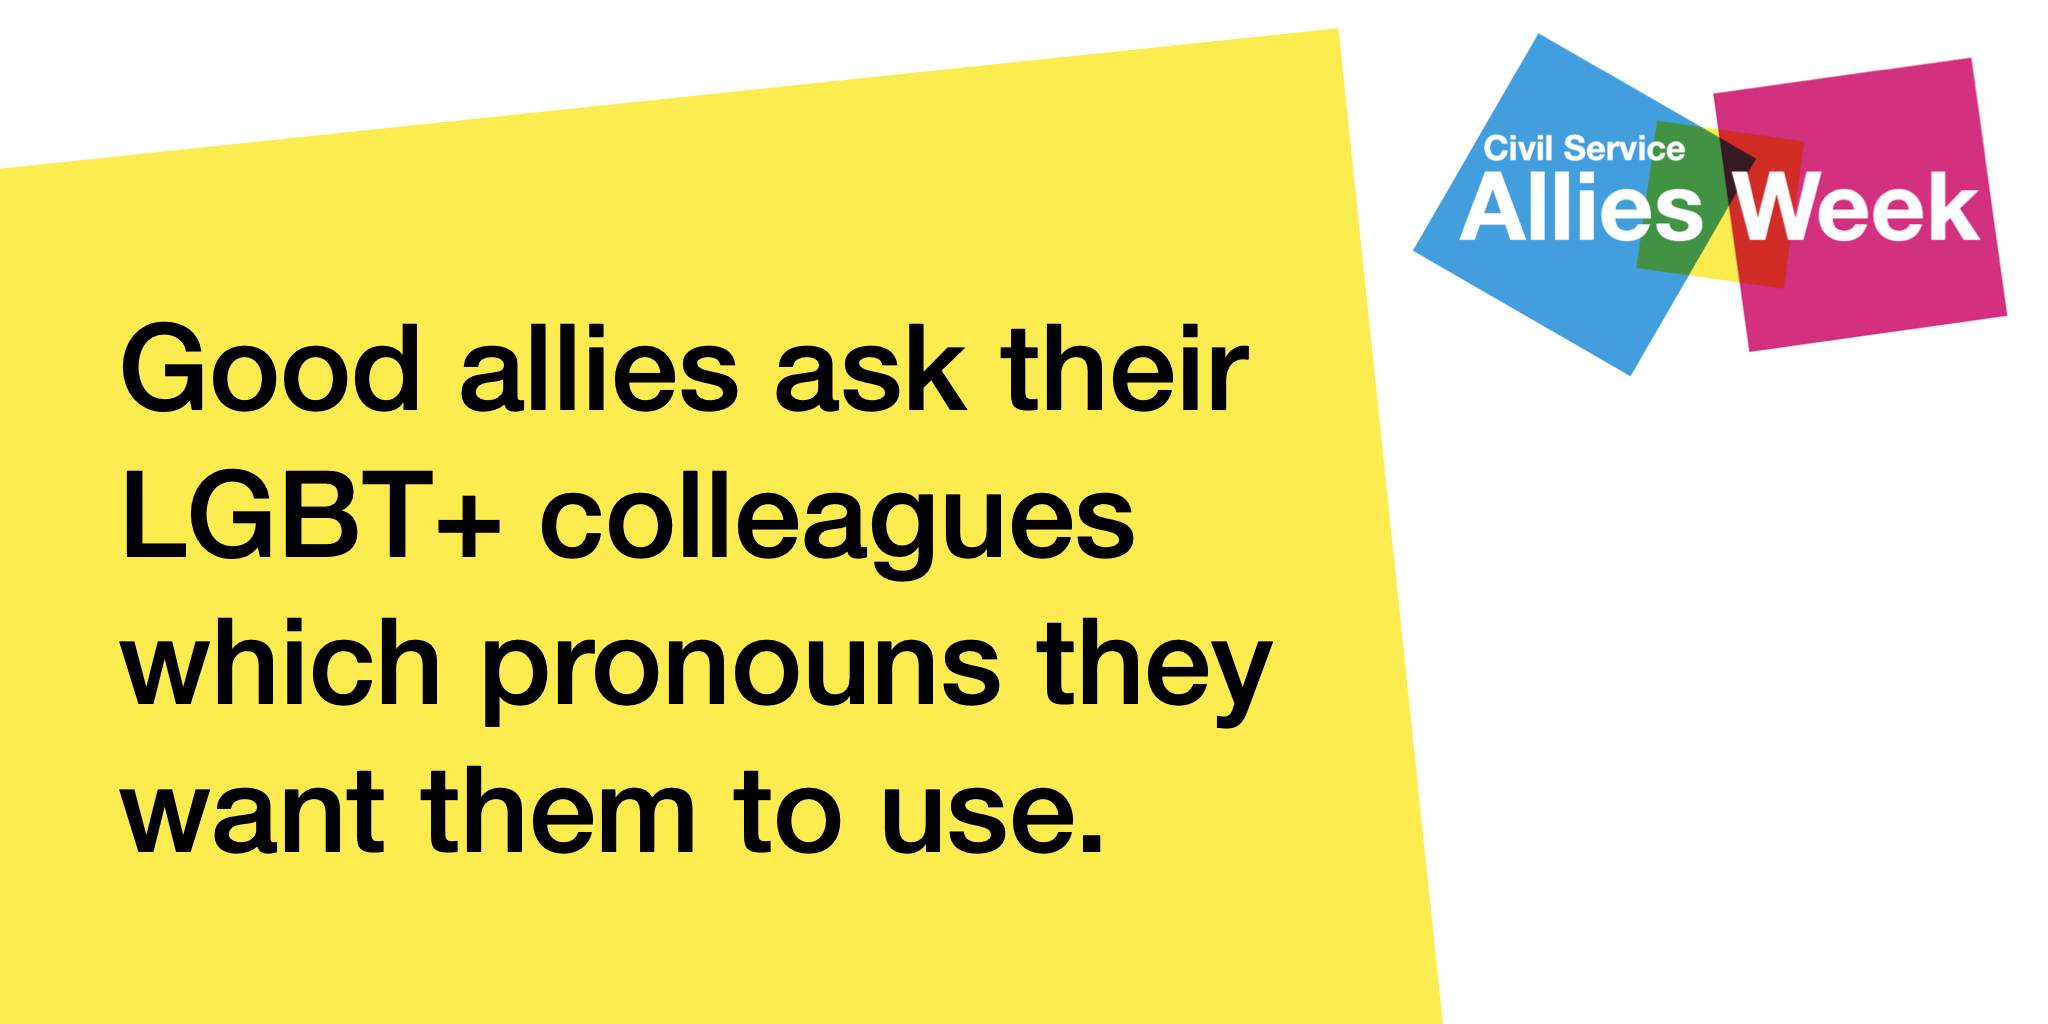 Civil Service
Allies Week
Good allies ask their
LGBT+ colleagues
which pronouns they
want them to use.